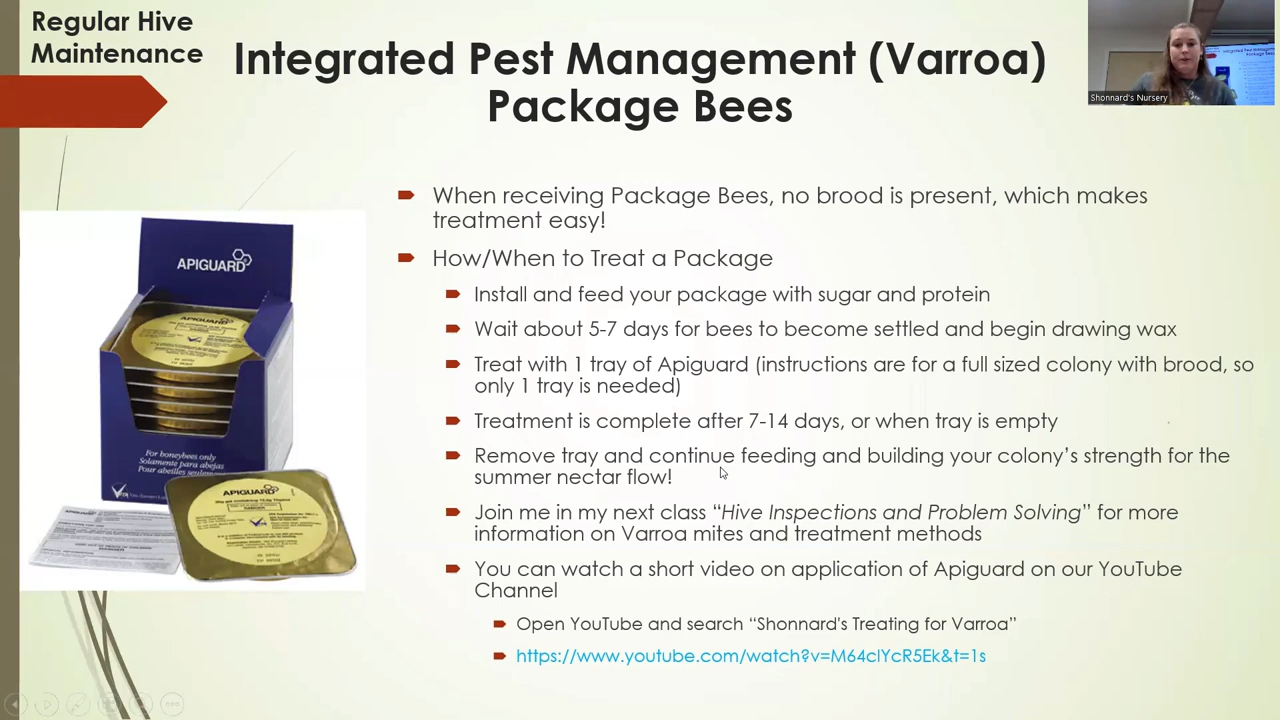 Regular Hive
Maintenance
Integrated Pest Management (Varroa)
Package Bees
Shonnard's Nursery
When receiving Package Bees, no brood is present, which makes
treatment easy!
How/When to Treat a Package
Install and feed your package with sugar and protein
Wait about 5-7 days for bees to become settled and begin drawing wax
Treat with 1 tray of Apiguard (instructions are for a full sized colony with brood, so
only 1 tray is needed)
Treatment is complete after 7-14 days, or when tray is empty
Remove tray and continue feeding and building your colony's strength for the
summer nectar flow!
Join me in my next class "Hive Inspections and Problem Solving" for more
information on Varroa mites and treatment methods
You can watch a short video on application of Apiguard on our YouTube
Channel
Open YouTube and search "Shonnard's Treating for Varroa"
https://www.youtube.com/watch?v=M64clYcR5Ek&t=1s
APIGUARD
APIGUARD
For honeybees only
Solamente para abejas
Pour abeilles seulement
APIGUARD